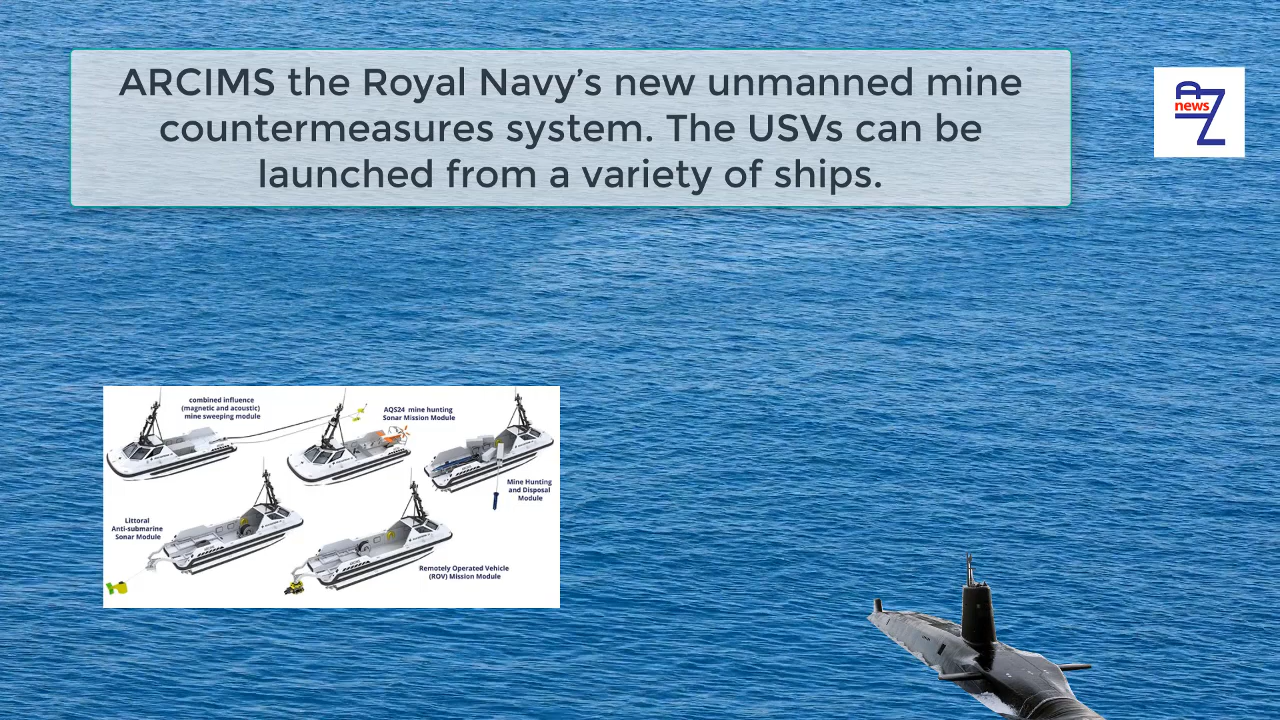 ARCIMS the Royal Navy’s new unmanned mine
countermeasures system. The USVs can be
launched from a variety of ships.
AZ
news
combined influence
(magnetic and acoustic)
mine sweeping module
AQS24 mine hunting
Sonar Mission Module
Mine Hunting
and Disposal
Module
Littoral
Anti-submarine
Sonar Module
Remotely Operated Vehicle
(ROV) Mission Module